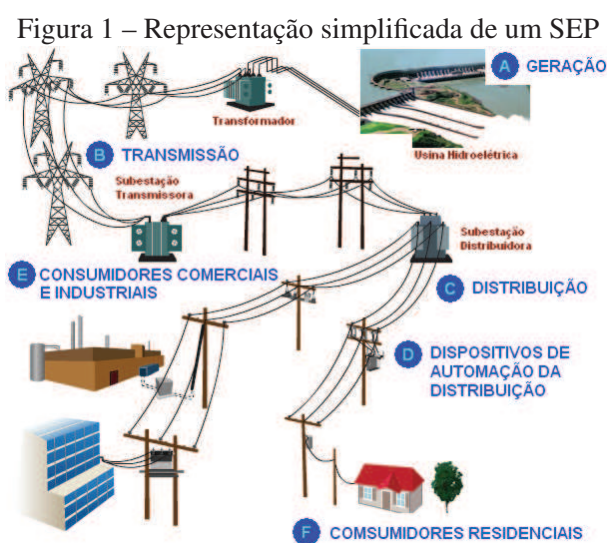 Figura 1 – Representação simplificada de um SEP
A GERAÇÃO
Transformador
Usina Hidroelétrica
B TRANSMISSÃO
Subestação
Transmissora
Subestação
Distribuidora
E CONSUMIDORES COMERCIAIS
E INDUSTRIAIS
C DISTRIBUIÇÃO
D DISPOSITIVOS DE
AUTOMAÇÃO DA
DISTRIBUIÇÃO
F COMSUMIDORES RESIDENCIAIS